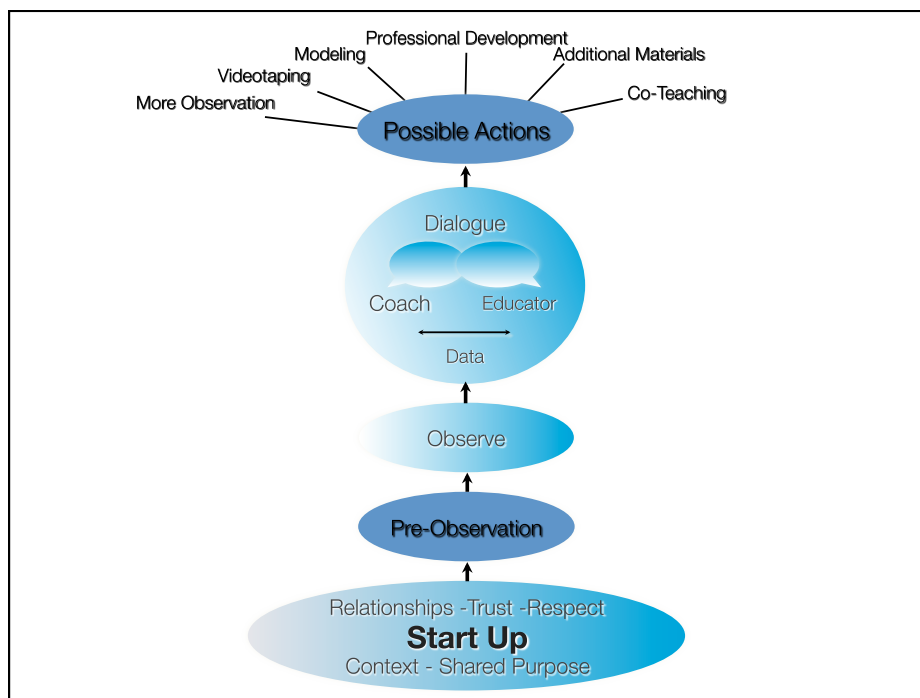 Professional Development
Modeling
Additional Materials
Videotaping
Co-Teaching
More Observation
Possible Actions
Dialogue
Coach
Educator
Data
Observe
Pre-Observation
Relationships -Trust -Respect
Start Up
Context - Shared Purpose